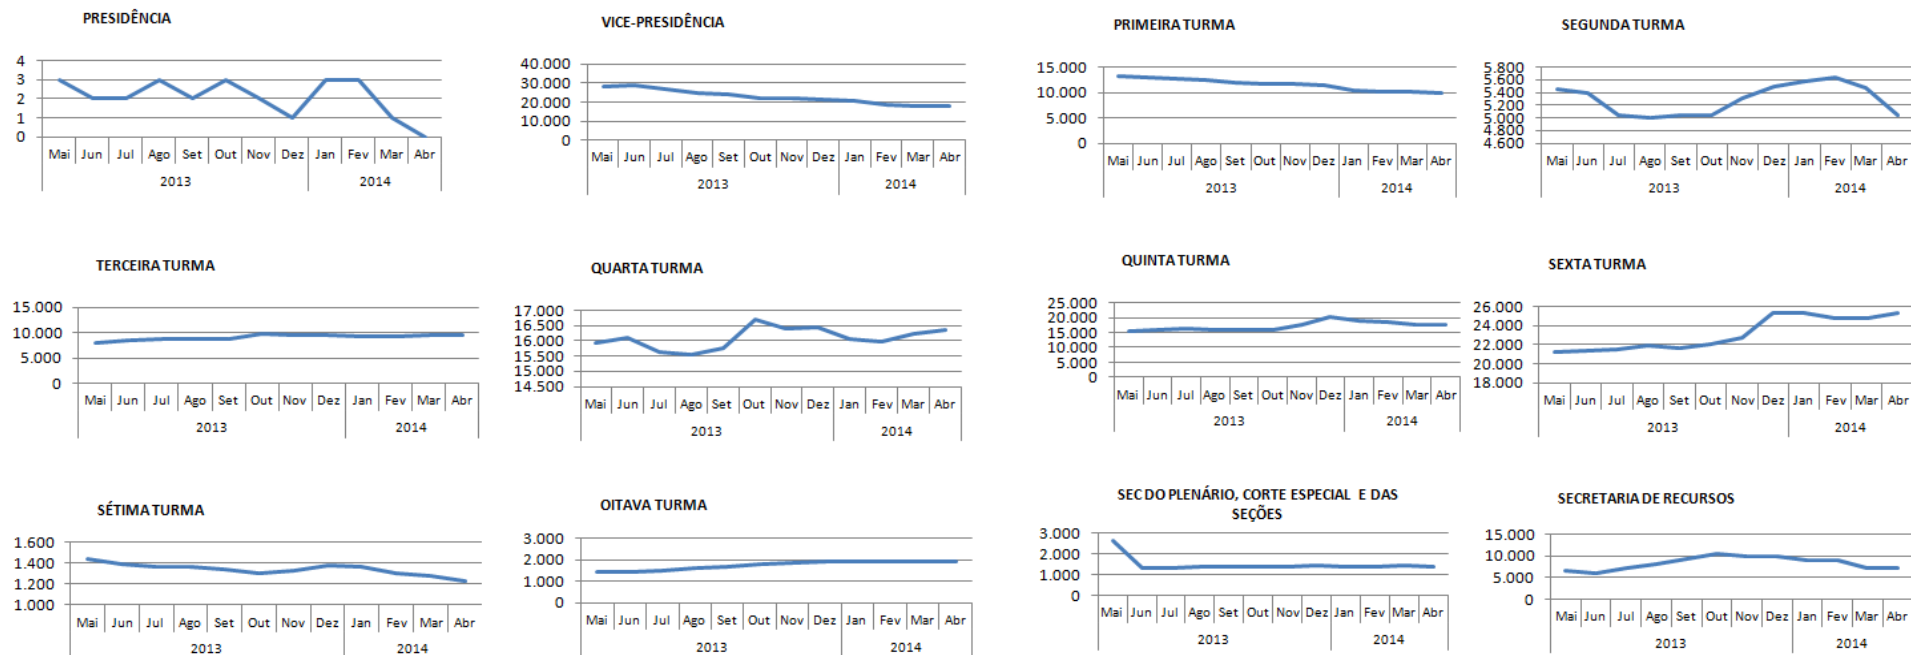 PRESIDÊNCIA
4
3
2
1
0
Mai Jun Jul Ago Set Out Nov Dez Jan Fev Mar Abr
2013 2014
VICE-PRESIDÊNCIA
40.000
30.000
20.000
10.000
0
Mai Jun Jul Ago Set Out Nov Dez Jan Fev Mar Abr
2013 2014
PRIMEIRA TURMA
15.000
10.000
5.000
0
Mai Jun Jul Ago Set Out Nov Dez Jan Fev Mar Abr
2013 2014
SEGUNDA TURMA
5.800
5.600
5.400
5.200
5.000
4.800
4.600
Mai Jun Jul Ago Set Out Nov Dez Jan Fev Mar Abr
2013 2014
TERCEIRA TURMA
15.000
10.000
5.000
0
Mai Jun Jul Ago Set Out Nov Dez Jan Fev Mar Abr
2013 2014
QUARTA TURMA
17.000
16.500
16.000
15.500
15.000
14.500
Mai Jun Jul Ago Set Out Nov Dez Jan Fev Mar Abr
2013 2014
QUINTA TURMA
25.000
20.000
15.000
10.000
5.000
0
Mai Jun Jul Ago Set Out Nov Dez Jan Fev Mar Abr
2013 2014
SEXTA TURMA
26.000
24.000
22.000
20.000
18.000
Mai Jun Jul Ago Set Out Nov Dez Jan Fev Mar Abr
2013 2014
SÉTIMA TURMA
1.600
1.400
1.200
1.000
Mai Jun Jul Ago Set Out Nov Dez Jan Fev Mar Abr
2013 2014
OITAVA TURMA
3.000
2.000
1.000
0
Mai Jun Jul Ago Set Out Nov Dez Jan Fev Mar Abr
2013 2014
SEC DO PLENÁRIO, CORTE ESPECIAL E DAS
SEÇÕES
3.000
2.000
1.000
0
Mai Jun Jul Ago Set Out Nov Dez Jan Fev Mar Abr
2013 2014
SECRETARIA DE RECURSOS
15.000
10.000
5.000
0
Mai Jun Jul Ago Set Out Nov Dez Jan Fev Mar Abr
2013 2014